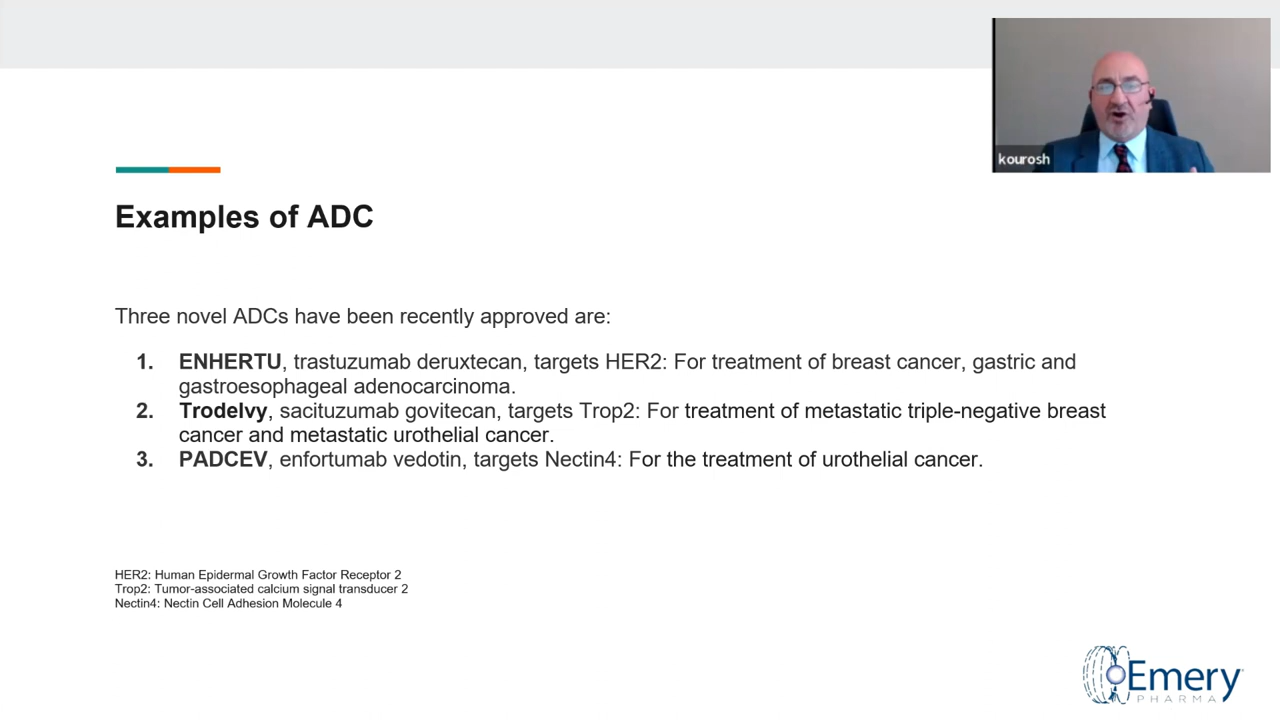 kourosh
Examples of ADC
Three novel ADCs have been recently approved are:
1. ENHERTU, trastuzumab deruxtecan, targets HER2: For treatment of breast cancer, gastric and
gastroesophageal adenocarcinoma.
2. Trodelvy, sacituzumab govitecan, targets Trop2: For treatment of metastatic triple-negative breast
cancer and metastatic urothelial cancer.
3. PADCEV, enfortumab vedotin, targets Nectin4: For the treatment of urothelial cancer.
HER2: Human Epidermal Growth Factor Receptor 2
Trop2: Tumor-associated calcium signal transducer 2
Nectin4: Nectin Cell Adhesion Molecule 4
Emery
PHARMA